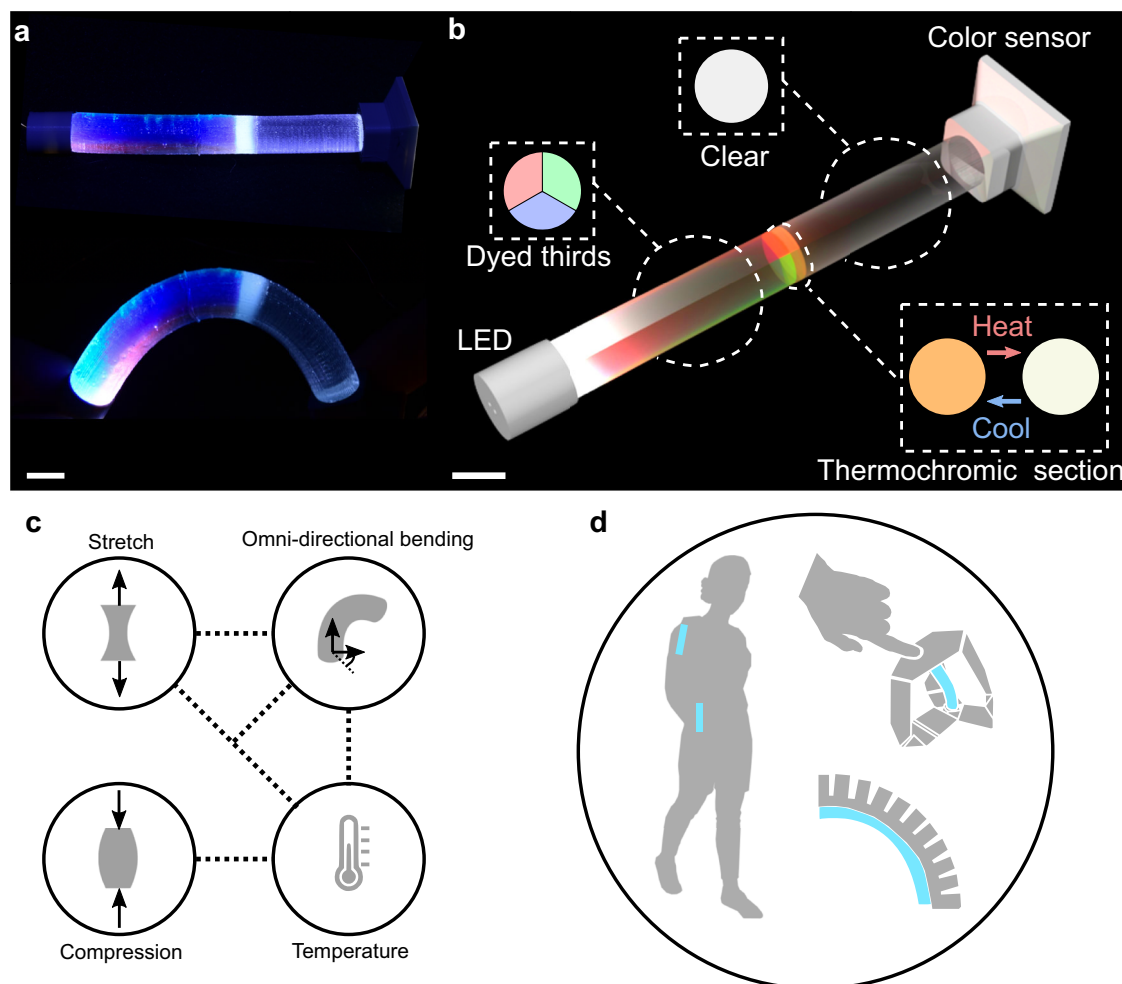 a
b
Color sensor
Clear
Dyed thirds
LED
Heat
Cool
Thermochromic section
c
Stretch
Omni-directional bending
Compression
Temperature
d